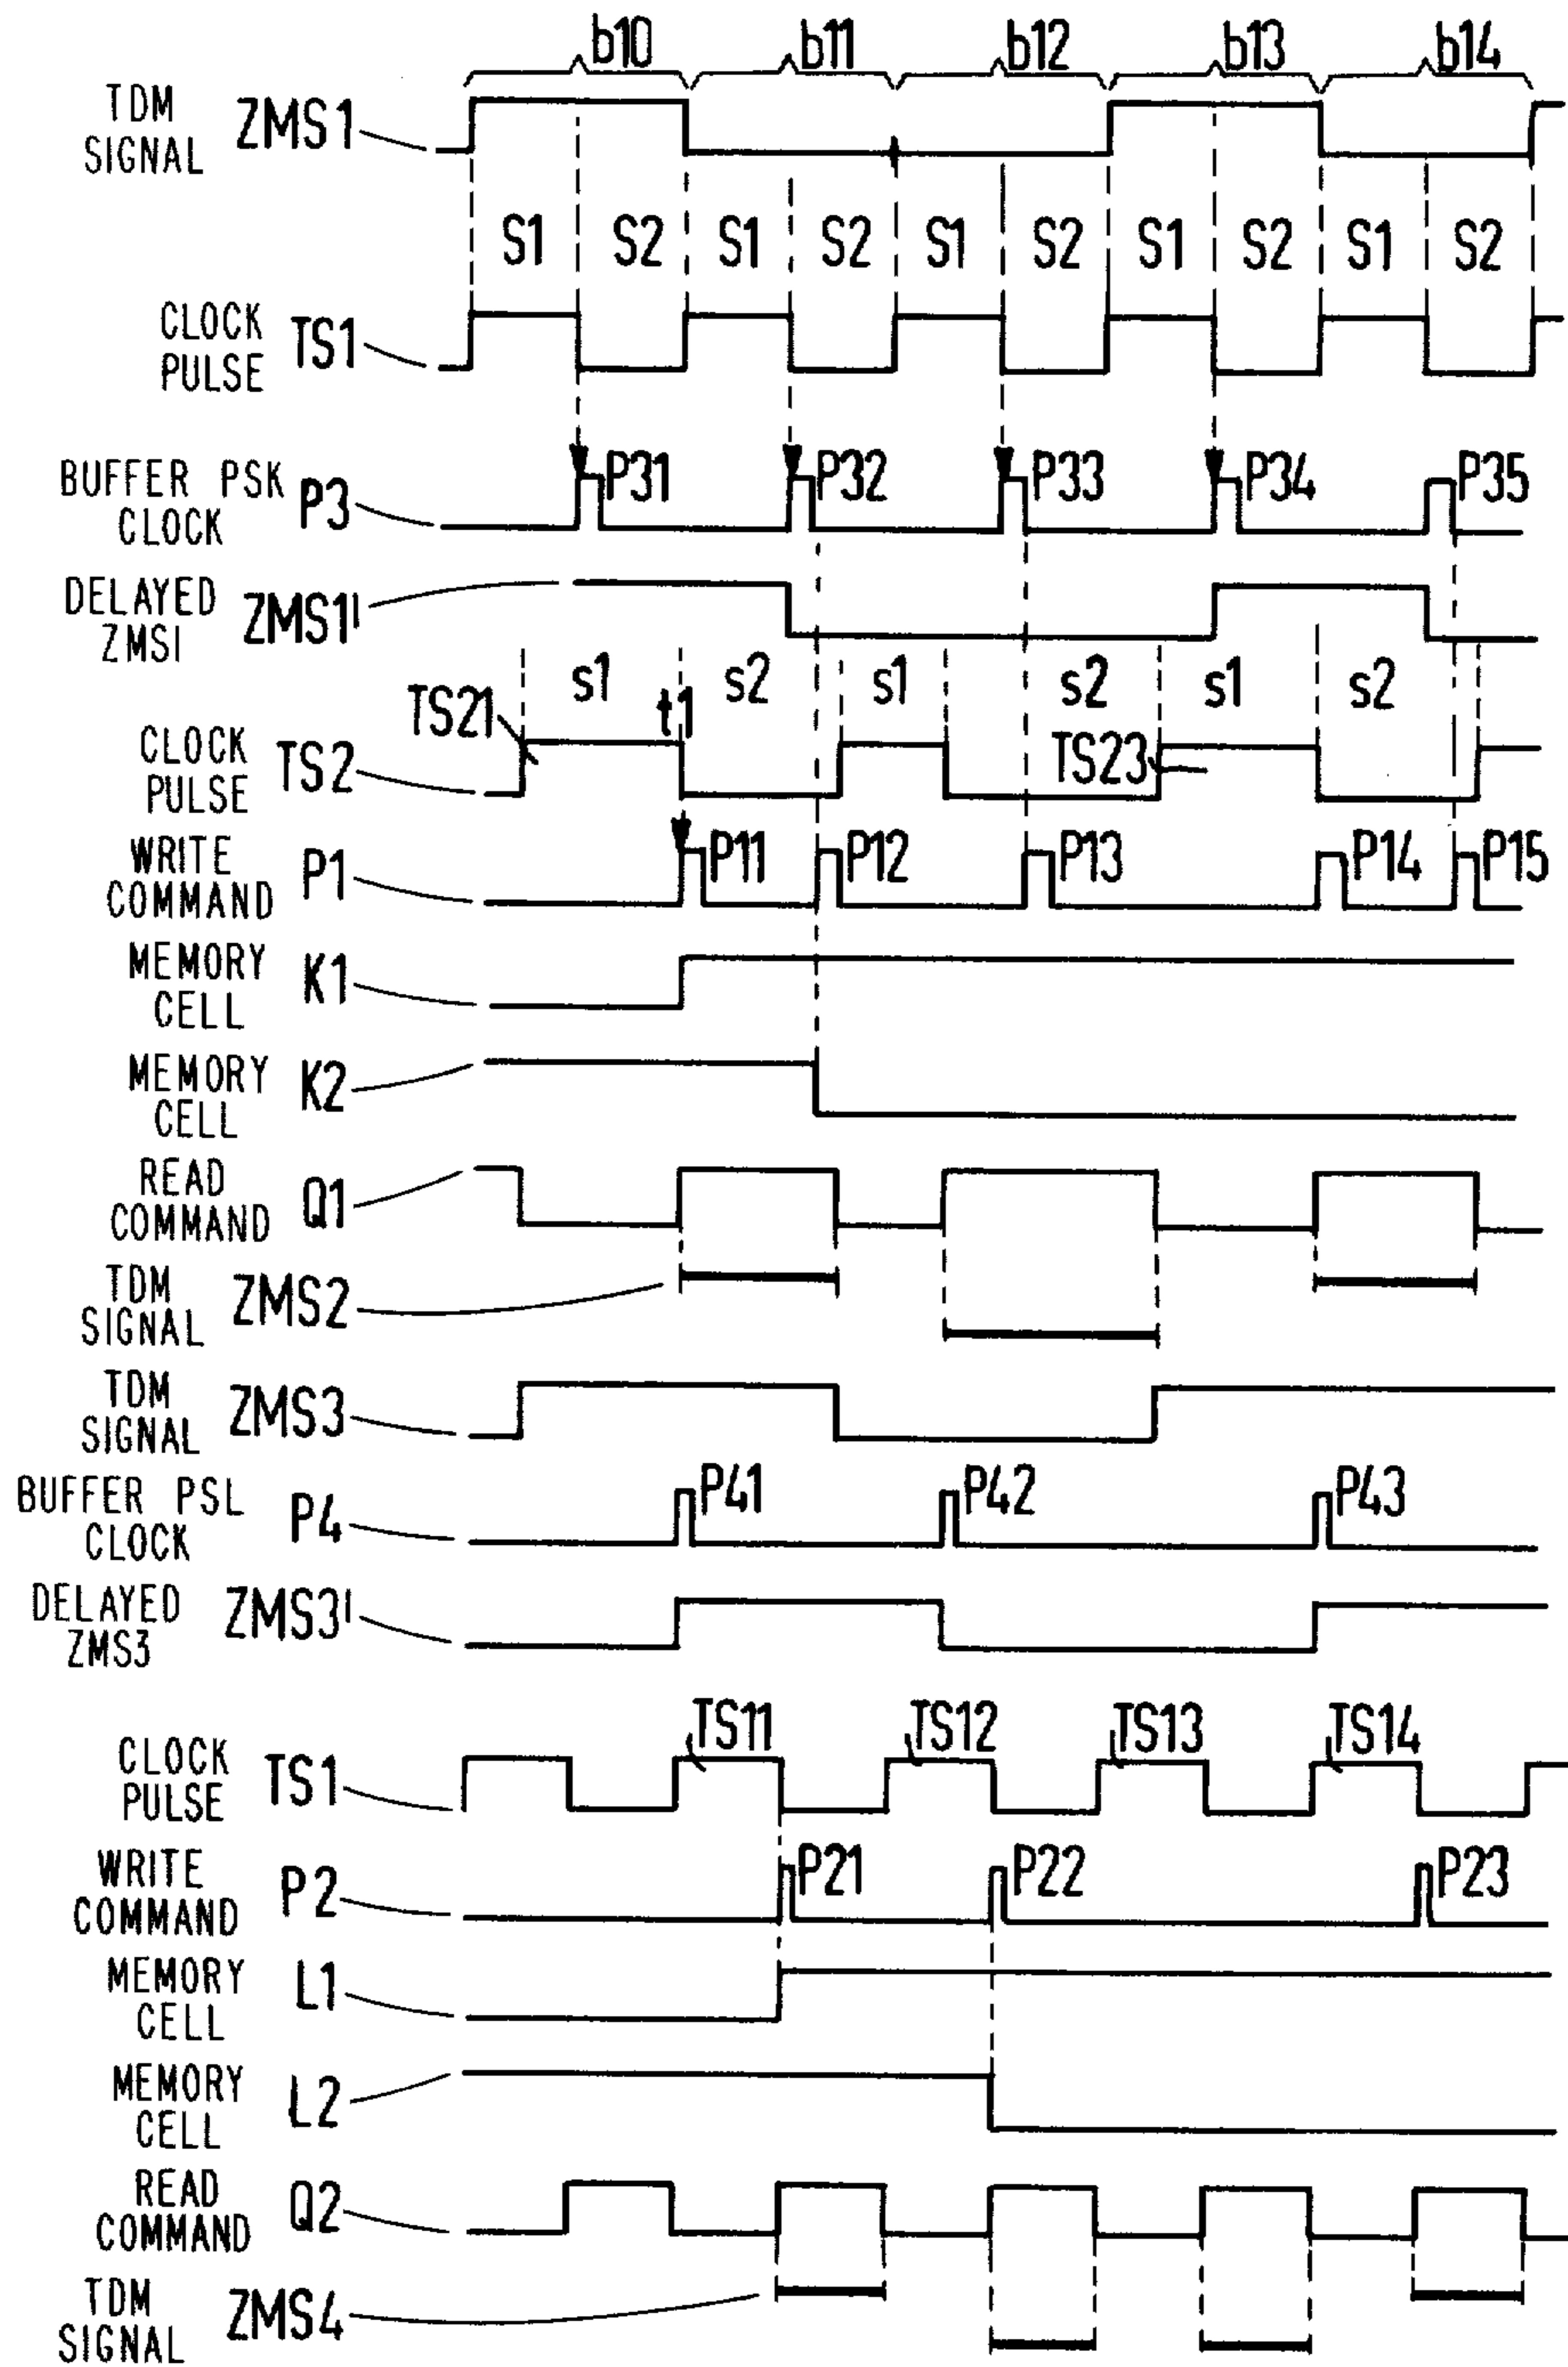 b10 b11 b12 b13 b14
TDM
SIGNAL ZMS1
S1 S2 S1 S2 S1 S2 S1 S2 S1 S2
CLOCK
PULSE TS1
BUFFER PSK
CLOCK P3 P31 P32 P33 P34 P35
DELAYED
ZMS1 ZMS1'
s1 s2 s1 s2 s1 s2
TS21 t1
CLOCK
PULSE TS2 TS23
WRITE
COMMAND P1 P11 P12 P13 P14 P15
MEMORY
CELL K1
MEMORY
CELL K2
READ
COMMAND Q1
TDM
SIGNAL ZMS2
TDM
SIGNAL ZMS3
BUFFER PSL
CLOCK P4 P41 P42 P43
DELAYED
ZMS3 ZMS3'
TS11 TS12 TS13 TS14
CLOCK
PULSE TS1
WRITE
COMMAND P2 P21 P22 P23
MEMORY
CELL L1
MEMORY
CELL L2
READ
COMMAND Q2
TDM
SIGNAL ZMS4